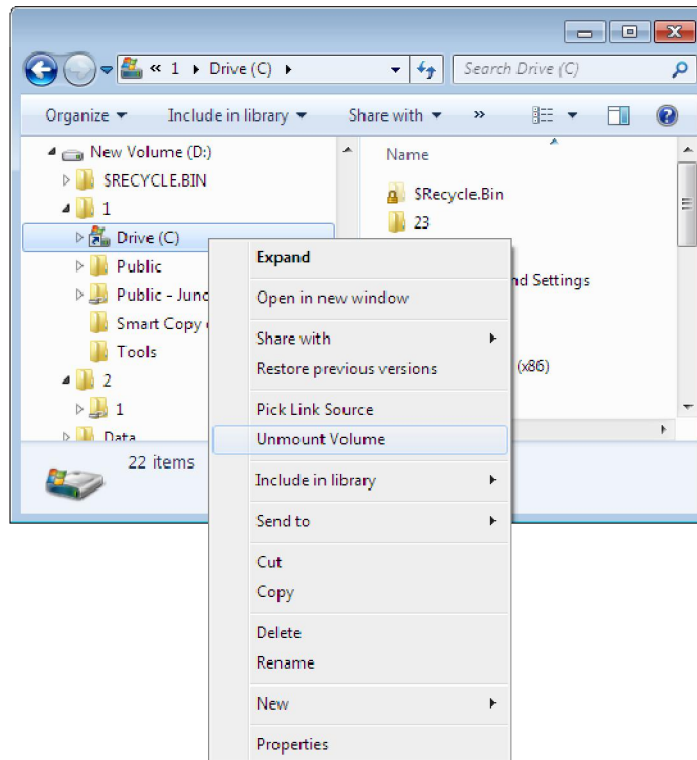 « 1 ▸ Drive (C) ▸
Search Drive (C)
Organize
Include in library
Share with
»
New Volume (D:)
Name
$RECYCLE.BIN
$Recycle.Bin
1
23
Drive (C)
Public
nd Settings
Public - Junc
Smart Copy
Tools
(x86)
2
1
Data
22 items
Expand
Open in new window
Share with
Restore previous versions
Pick Link Source
Unmount Volume
Include in library
Send to
Cut
Copy
Delete
Rename
New
Properties